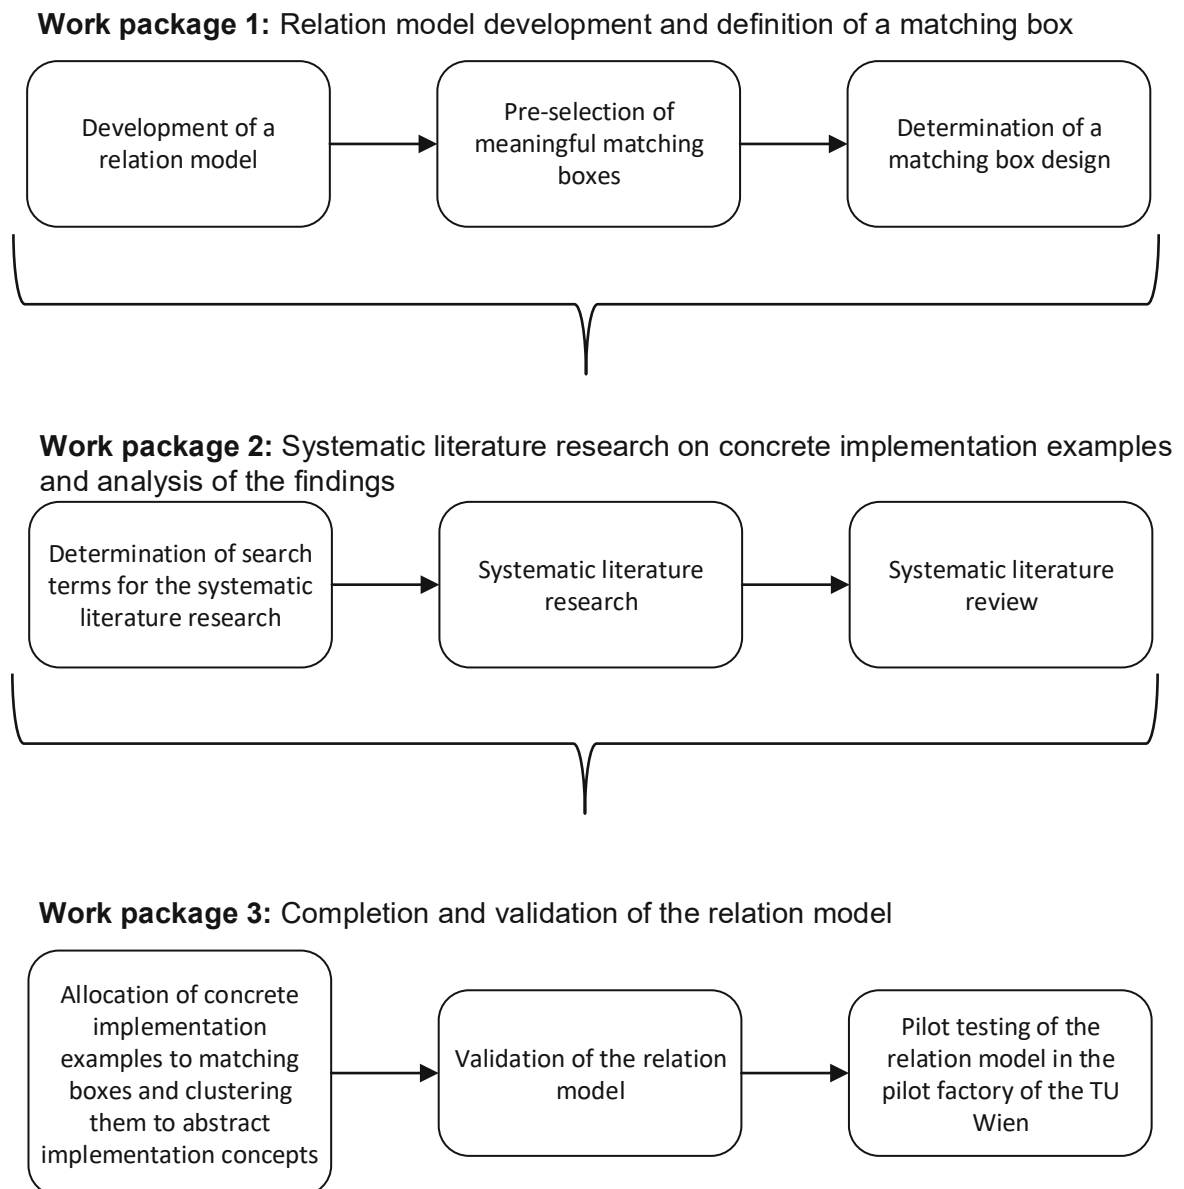 Work package 1: Relation model development and definition of a matching box
Development of a
relation model
Pre-selection of
meaningful matching
boxes
Determination of a
matching box design
Work package 2: Systematic literature research on concrete implementation examples
and analysis of the findings
Determination of search
terms for the systematic
literature research
Systematic literature
research
Systematic literature
review
Work package 3: Completion and validation of the relation model
Allocation of concrete
implementation
examples to matching
boxes and clustering
them to abstract
implementation concepts
Validation of the relation
model
Pilot testing of the
relation model in the
pilot factory of the TU
Wien